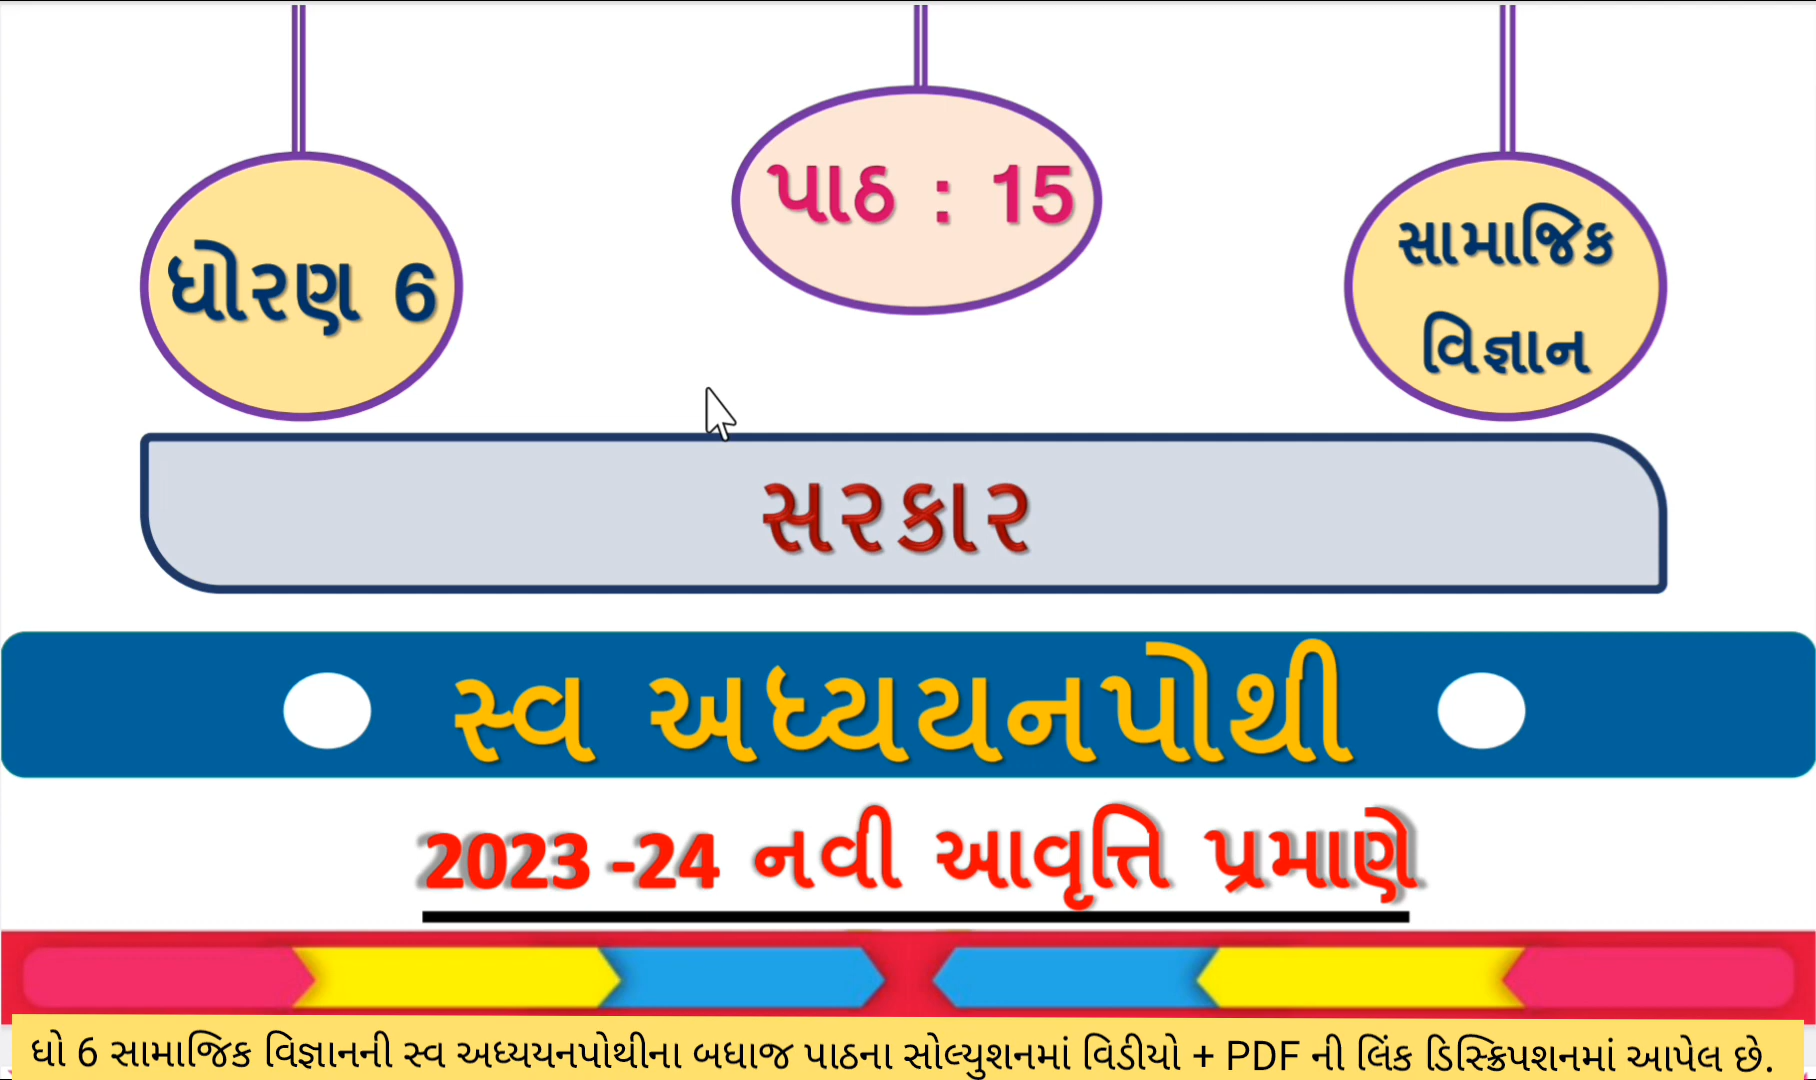 ધોરણ 6
પાઠ : 15
સામાજિક
વિજ્ઞાન
સરકાર
સ્વ અધ્યયનપોથી
2023 -24 નવી આવૃત્તિ પ્રમાણે
ધો 6 સામાજિક વિજ્ઞાનની સ્વ અધ્યયનપોથીના બધાજ પાઠના સોલ્યુશનમાં વિડીયો + PDF ની લિંક ડિસ્ક્રિપશનમાં આપેલ છે.